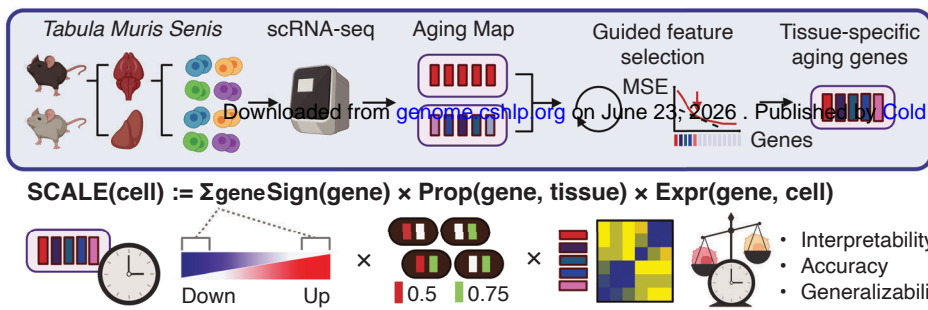 Tabula Muris Senis
scRNA-seq
Aging Map
Guided feature
selection
Tissue-specific
aging genes
MSE
Genes
Downloaded from genome.cshlp.org on June 23, 2026 . Published by Cold
SCALE(cell) := ΣgeneSign(gene) × Prop(gene, tissue) × Expr(gene, cell)
Down
Up
×
0.5
0.75
×
• Interpretability
• Accuracy
• Generalizabili